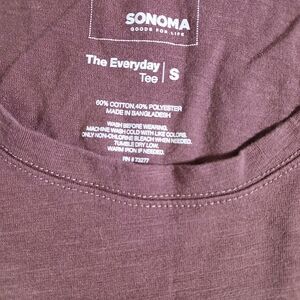 SONOMA
GOODS FOR LIFE
The Everyday
Tee | S
60% COTTON, 40% POLYESTER
MADE IN BANGLADESH
WASH BEFORE WEARING.
MACHINE WASH COLD WITH LIKE COLORS.
ONLY NON-CHLORINE BLEACH WHEN NEEDED.
TUMBLE DRY LOW.
WARM IRON IF NEEDED.
RN # 73277